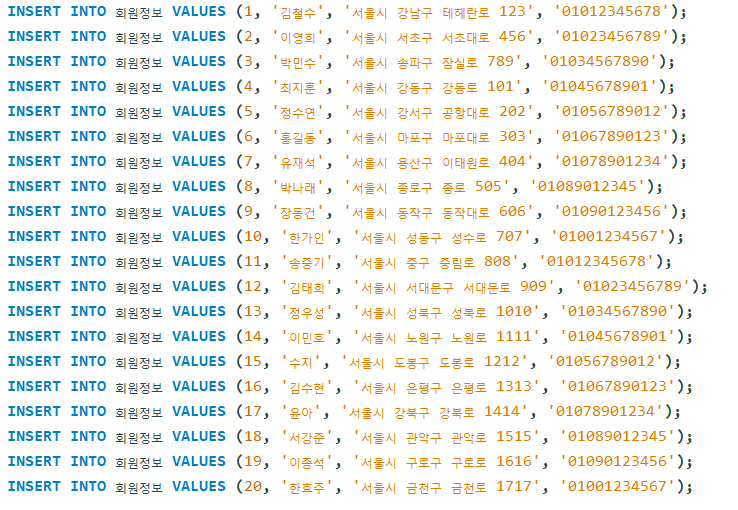 INSERT INTO 회원정보 VALUES (1, '김철수', '서울시 강남구 테헤란로 123', '01012345678');
INSERT INTO 회원정보 VALUES (2, '이영희', '서울시 서초구 서초대로 456', '01023456789');
INSERT INTO 회원정보 VALUES (3, '박민수', '서울시 송파구 잠실로 789', '01034567890');
INSERT INTO 회원정보 VALUES (4, '최지훈', '서울시 강동구 강동로 101', '01045678901');
INSERT INTO 회원정보 VALUES (5, '정수연', '서울시 강서구 공항대로 202', '01056789012');
INSERT INTO 회원정보 VALUES (6, '홍길동', '서울시 마포구 마포대로 303', '01067890123');
INSERT INTO 회원정보 VALUES (7, '유재석', '서울시 용산구 이태원로 404', '01078901234');
INSERT INTO 회원정보 VALUES (8, '박나래', '서울시 종로구 종로 505', '01089012345');
INSERT INTO 회원정보 VALUES (9, '장동건', '서울시 동작구 동작대로 606', '01090123456');
INSERT INTO 회원정보 VALUES (10, '한가인', '서울시 성동구 성수로 707', '01001234567');
INSERT INTO 회원정보 VALUES (11, '송중기', '서울시 중구 중림로 808', '01012345678');
INSERT INTO 회원정보 VALUES (12, '김태희', '서울시 서대문구 서대문로 909', '01023456789');
INSERT INTO 회원정보 VALUES (13, '정우성', '서울시 성북구 성북로 1010', '01034567890');
INSERT INTO 회원정보 VALUES (14, '이민호', '서울시 노원구 노원로 1111', '01045678901');
INSERT INTO 회원정보 VALUES (15, '수지', '서울시 도봉구 도봉로 1212', '01056789012');
INSERT INTO 회원정보 VALUES (16, '김수현', '서울시 은평구 은평로 1313', '01067890123');
INSERT INTO 회원정보 VALUES (17, '윤아', '서울시 강북구 강북로 1414', '01078901234');
INSERT INTO 회원정보 VALUES (18, '서강준', '서울시 관악구 관악로 1515', '01089012345');
INSERT INTO 회원정보 VALUES (19, '이종석', '서울시 구로구 구로로 1616', '01090123456');
INSERT INTO 회원정보 VALUES (20, '한효주', '서울시 금천구 금천로 1717', '01001234567');